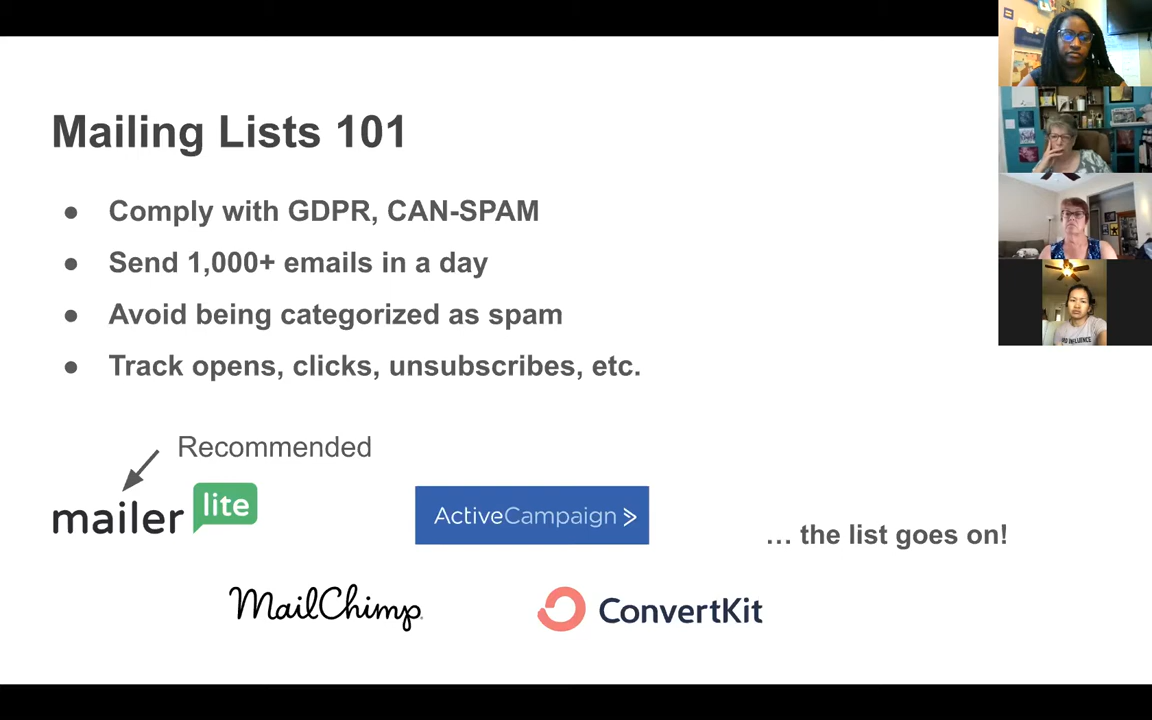 Mailing Lists 101
● Comply with GDPR, CAN-SPAM
● Send 1,000+ emails in a day
● Avoid being categorized as spam
● Track opens, clicks, unsubscribes, etc.
Recommended
mailer lite
ActiveCampaign
... the list goes on!
MailChimp
ConvertKit
INFLUENCE